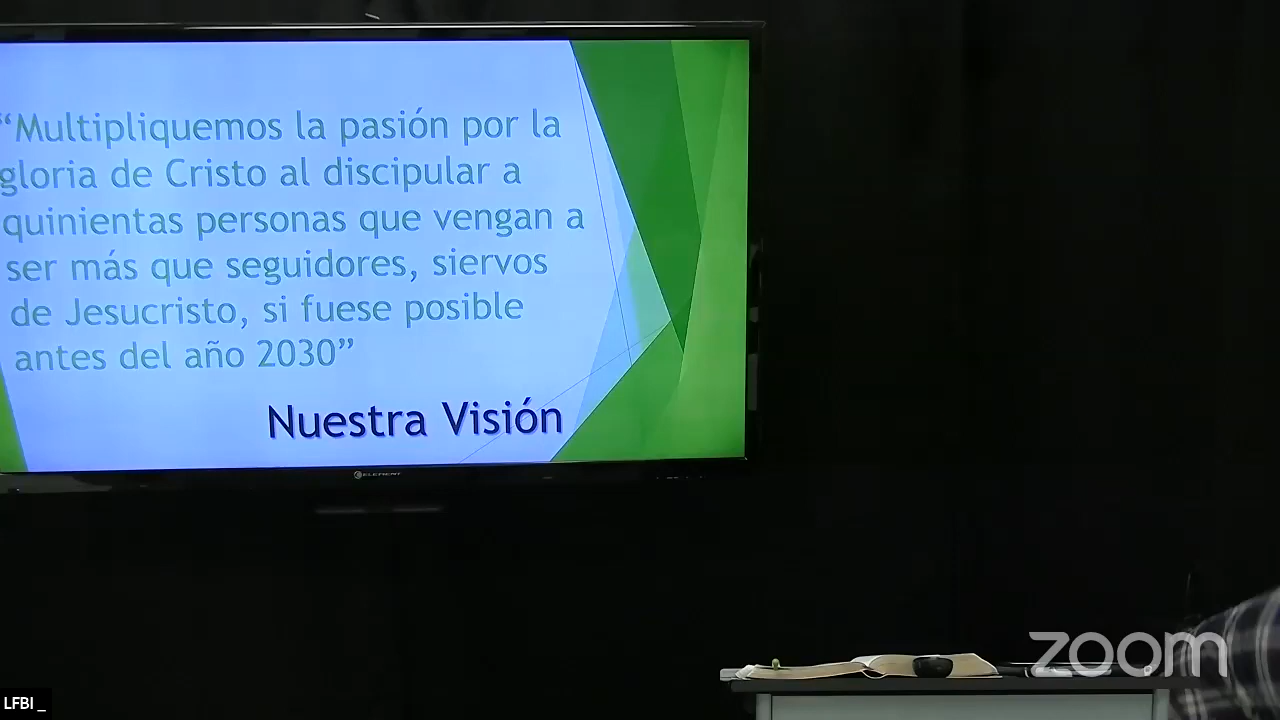 “Multipliquemos la pasión por la
gloria de Cristo al discipular a
quinientas personas que vengan a
ser más que seguidores, siervos
de Jesucristo, si fuese posible
antes del año 2030”
Nuestra Visión
ELEMENT
zoom
LFBI _